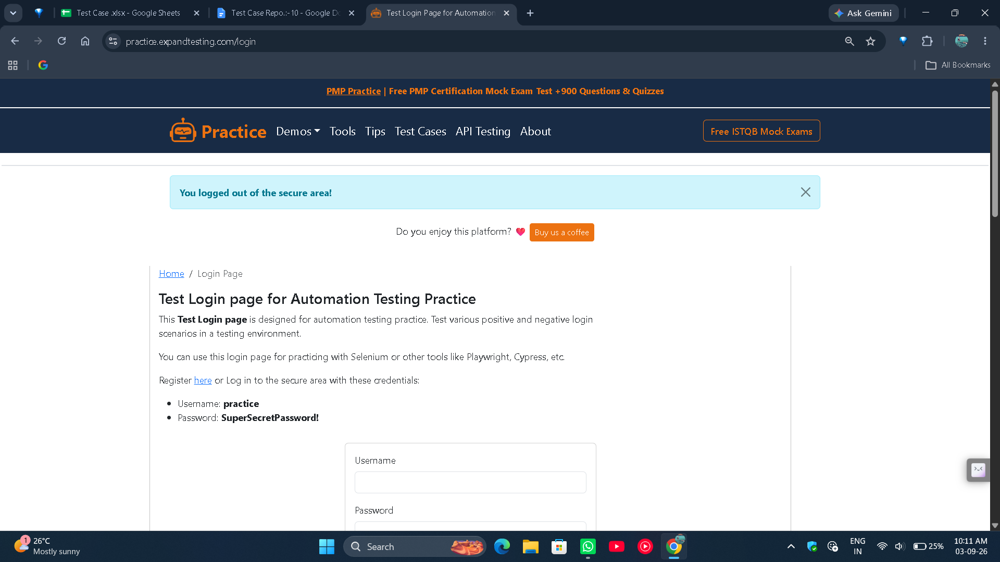 Test Case .xlsx - Google Sheets
Test Case Repo.:-10 - Google Do
Test Login Page for Automation
Ask Gemini
practice.expandtesting.com/login
All Bookmarks
PMP Practice | Free PMP Certification Mock Exam Test +900 Questions & Quizzes
Practice
Demos
Tools
Tips
Test Cases
API Testing
About
Free ISTQB Mock Exams
You logged out of the secure area!
Do you enjoy this platform?
Buy us a coffee
Home / Login Page
Test Login page for Automation Testing Practice
This Test Login page is designed for automation testing practice. Test various positive and negative login
scenarios in a testing environment.
You can use this login page for practicing with Selenium or other tools like Playwright, Cypress, etc.
Register here or Log in to the secure area with these credentials:
Username: practice
Password: SuperSecretPassword!
Username
Password
1
26°C
Mostly sunny
Search
ENG
IN
25%
10:11 AM
03-09-26